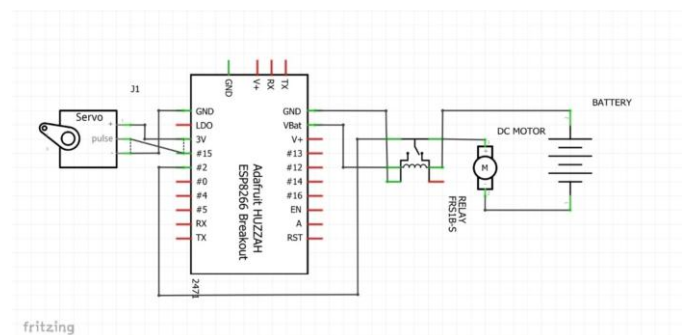 J1
Servo
+
pulse
-
GND
V+
RX
TX
GND
LDO
3V
#15
#2
#0
#4
#5
RX
TX
GND
VBat
V+
#13
#12
#14
#16
EN
A
RST
Adafruit HUZZAH
ESP8266 Breakout
2471
RELAY
FRS1B-S
DC MOTOR
M
BATTERY
fritzing